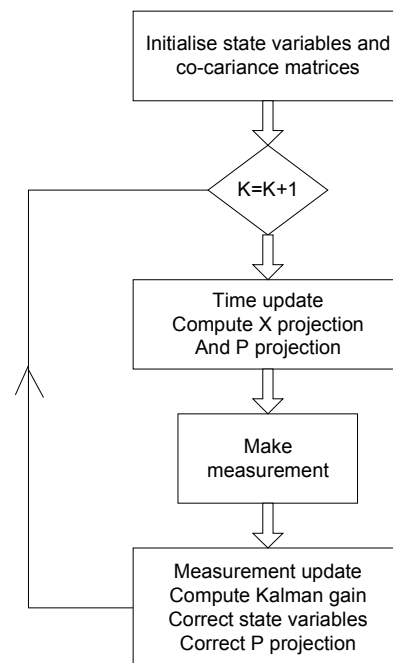 Initialise state variables and
co-cariance matrices
K=K+1
Time update
Compute X projection
And P projection
Make
measurement
Measurement update
Compute Kalman gain
Correct state variables
Correct P projection